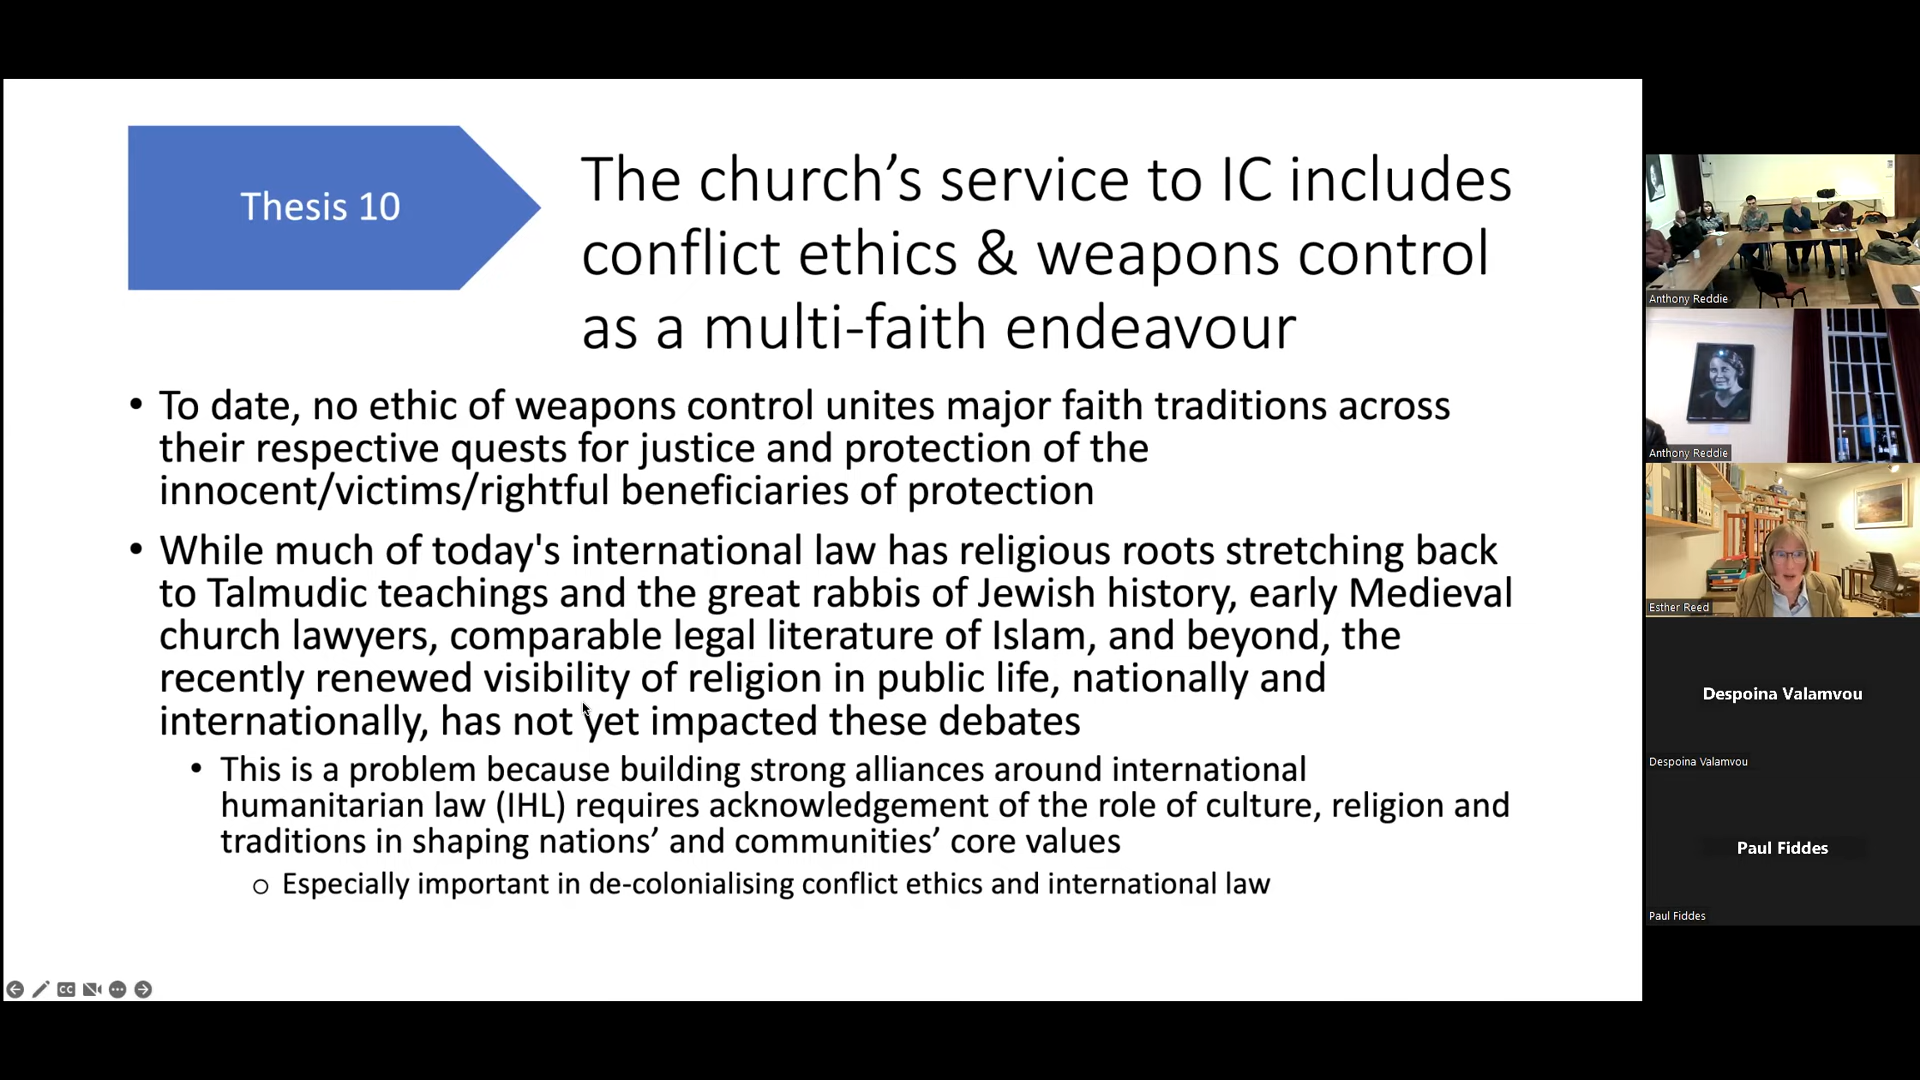 Thesis 10
The church’s service to IC includes
conflict ethics & weapons control
as a multi-faith endeavour
• To date, no ethic of weapons control unites major faith traditions across
their respective quests for justice and protection of the
innocent/victims/rightful beneficiaries of protection
• While much of today's international law has religious roots stretching back
to Talmudic teachings and the great rabbis of Jewish history, early Medieval
church lawyers, comparable legal literature of Islam, and beyond, the
recently renewed visibility of religion in public life, nationally and
internationally, has not yet impacted these debates
• This is a problem because building strong alliances around international
humanitarian law (IHL) requires acknowledgement of the role of culture, religion and
traditions in shaping nations’ and communities’ core values
o Especially important in de-colonialising conflict ethics and international law
CC
Anthony Reddie
Anthony Reddie
Esther Reed
Despoina Valamvou
Despoina Valamvou
Paul Fiddes
Paul Fiddes